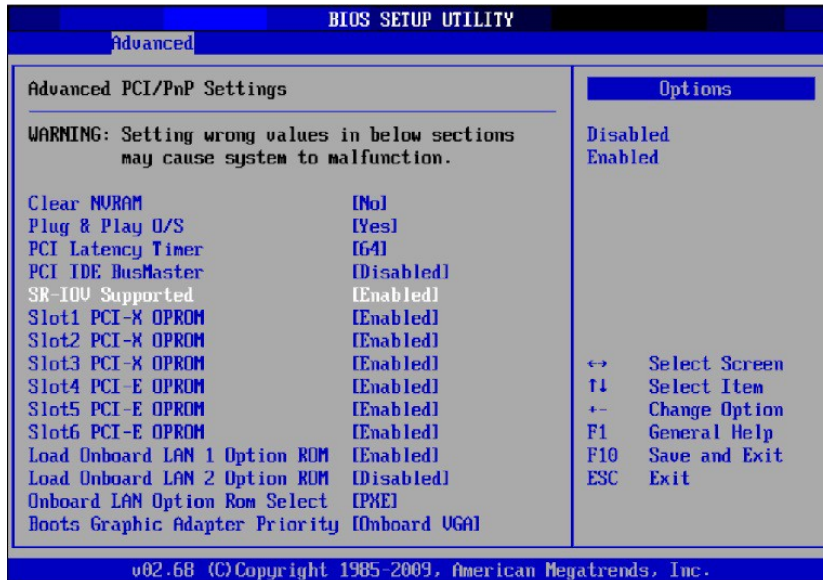 BIOS SETUP UTILITY
Advanced
Advanced PCI/PnP Settings
WARNING: Setting wrong values in below sections
may cause system to malfunction.
Clear NVRAM [No]
Plug & Play O/S [Yes]
PCI Latency Timer [64]
PCI IDE BusMaster [Disabled]
SR-IOV Supported [Enabled]
Slot1 PCI-X OPROM [Enabled]
Slot2 PCI-X OPROM [Enabled]
Slot3 PCI-X OPROM [Enabled]
Slot4 PCI-E OPROM [Enabled]
Slot5 PCI-E OPROM [Enabled]
Slot6 PCI-E OPROM [Enabled]
Load Onboard LAN 1 Option ROM [Enabled]
Load Onboard LAN 2 Option ROM [Disabled]
Onboard LAN Option Rom Select [PXE]
Boots Graphic Adapter Priority [Onboard VGA]
Options
Disabled
Enabled
↔ Select Screen
↑↓ Select Item
+- Change Option
F1 General Help
F10 Save and Exit
ESC Exit
v02.68 (C)Copyright 1985-2009, American Megatrends, Inc.